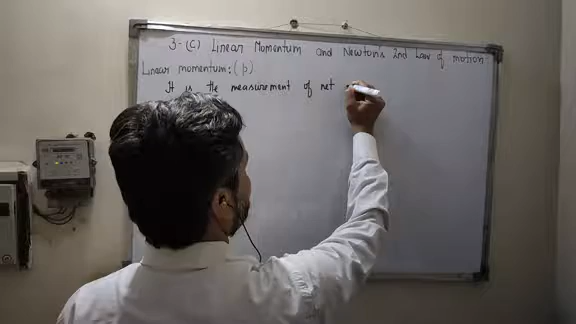 3-(C) Linear Momentum and Newton's 2nd Law of motion
Linear momentum:(p)
It is the measurement of net